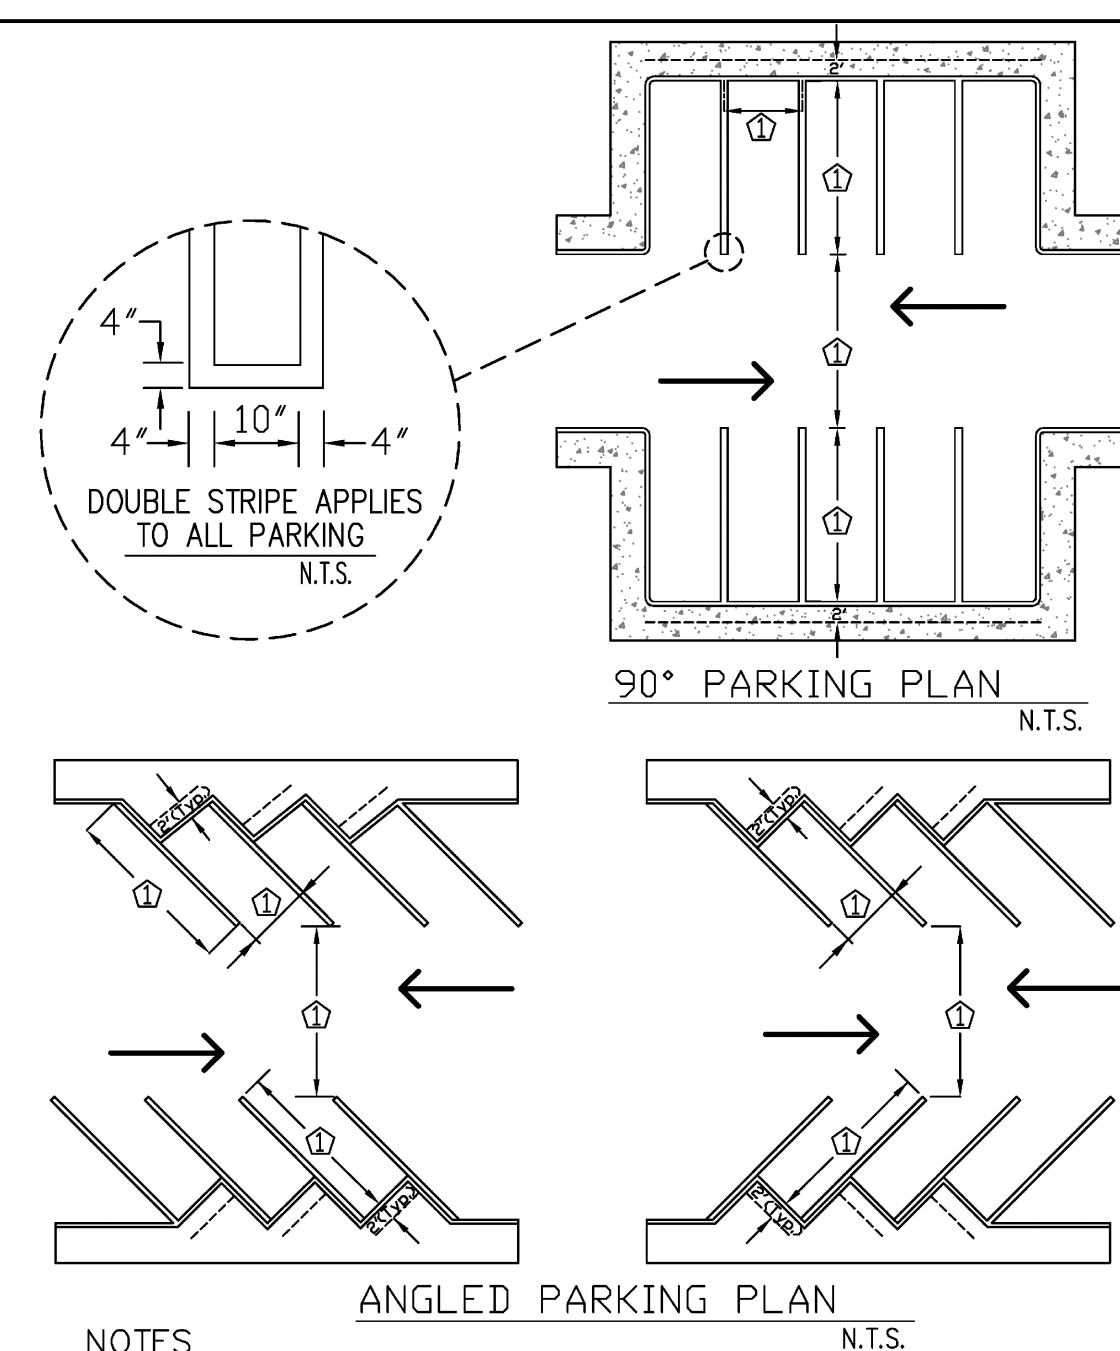 2'
1
1
4"
1
4" 10" 4"
DOUBLE STRIPE APPLIES
TO ALL PARKING
N.T.S.
1
2'
90° PARKING PLAN
N.T.S.
2'(Typ.)
1
1
1
1
2'(Typ.)
2'(Typ.)
1
1
1
2'(Typ.)
ANGLED PARKING PLAN
N.T.S.
NOTES